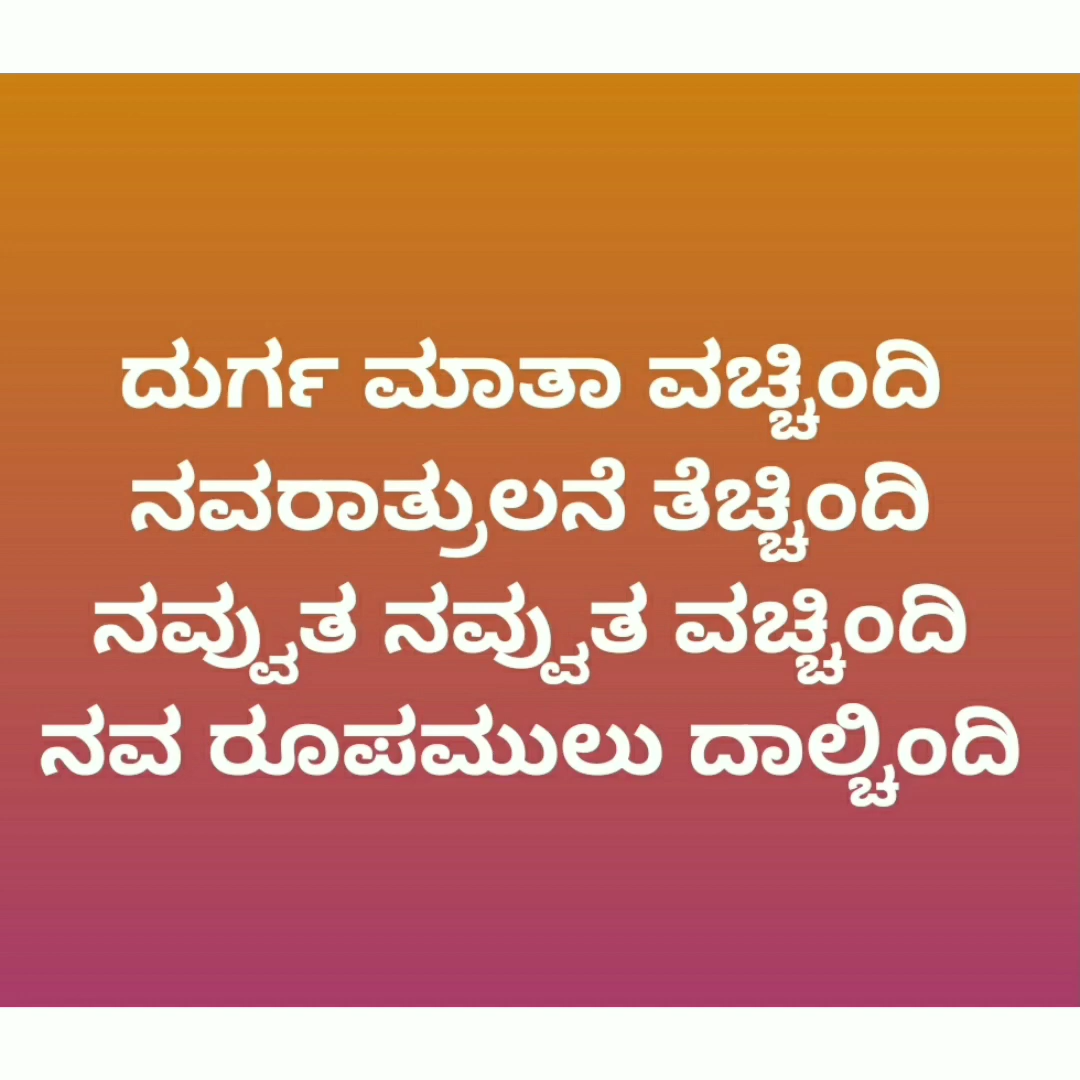 ದುರ್ಗ ಮಾತಾ ವಚ್ಚಿಂದಿ
ನವರಾತ್ರುಲನೆ ತೆಚ್ಚಿಂದಿ
ನವ್ವುತ ನವ್ವುತ ವಚ್ಚಿಂದಿ
ನವ ರೂಪಮುಲು ದಾಲ್ಚಿಂದಿ